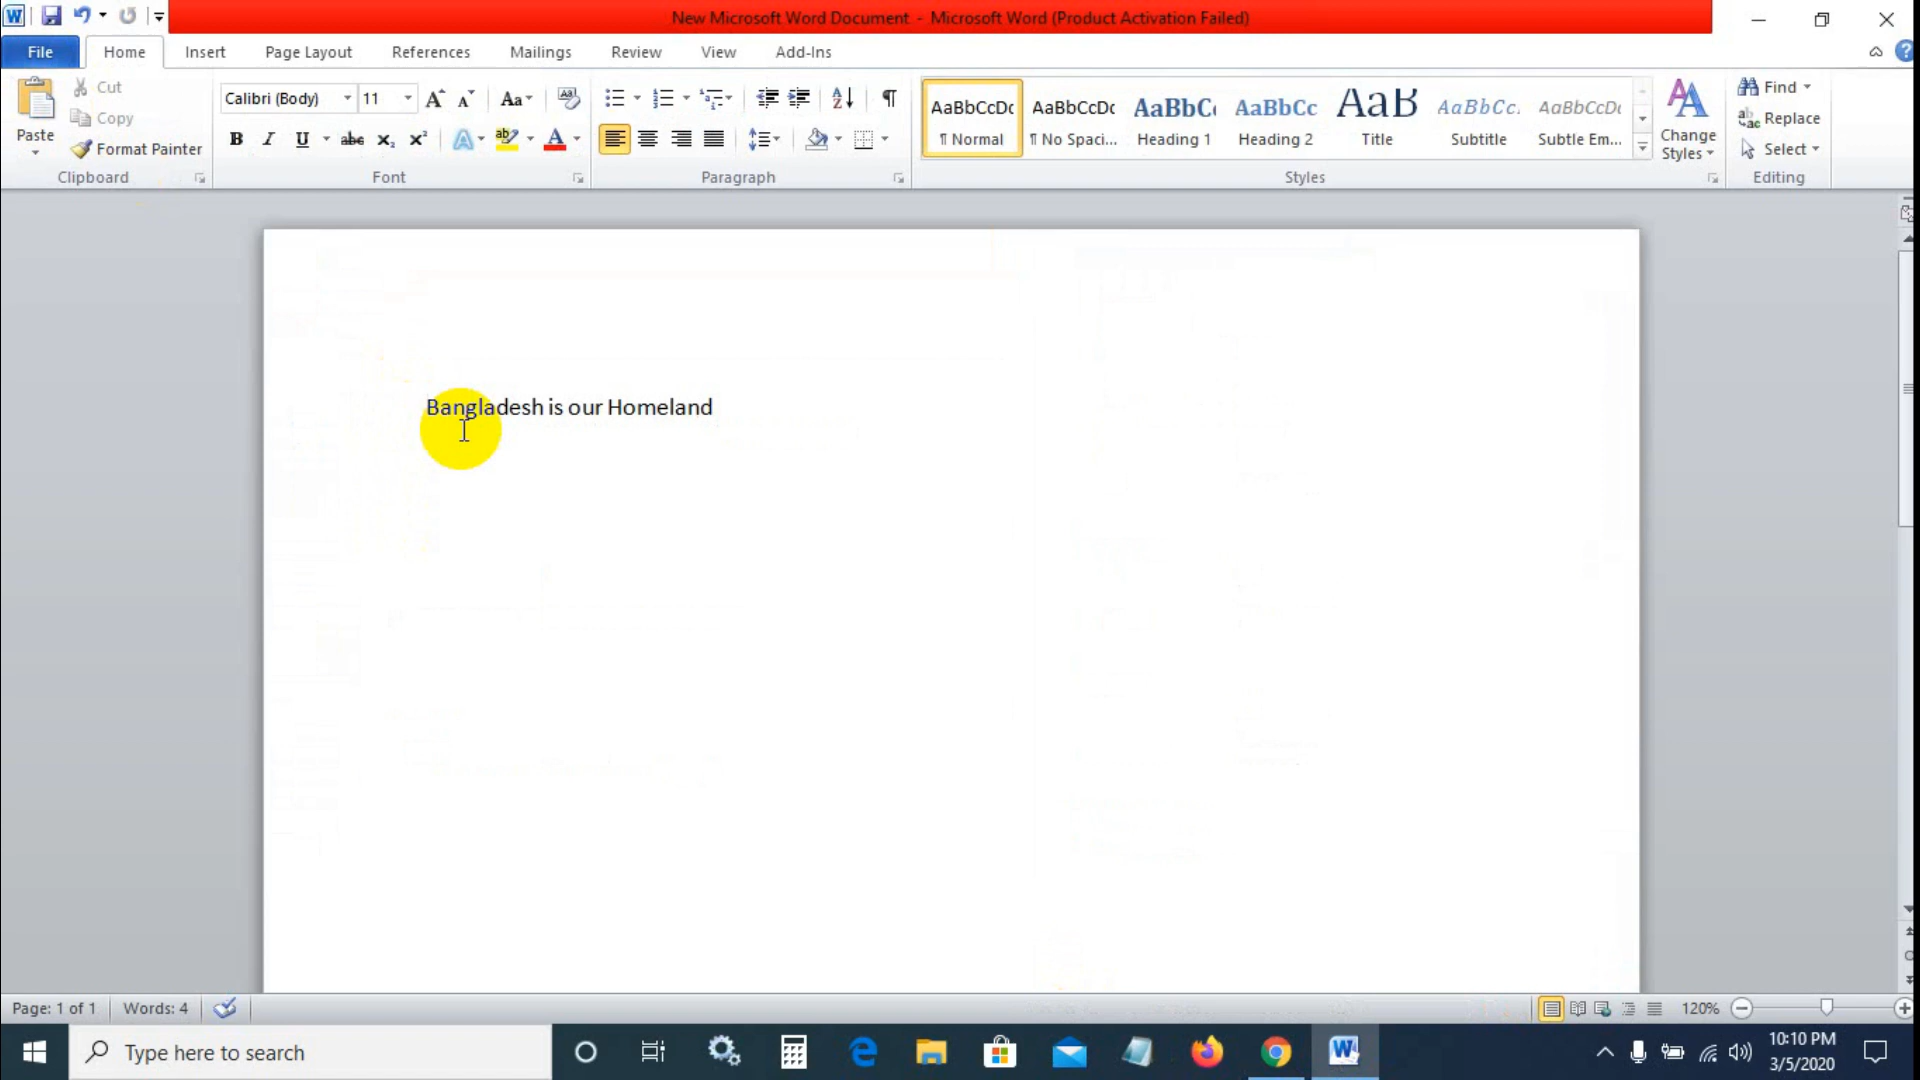 New Microsoft Word Document - Microsoft Word (Product Activation Failed)
File Home Insert Page Layout References Mailings Review View Add-Ins
Paste
Cut
Copy
Format Painter
Clipboard
Calibri (Body) 11
Font
Paragraph
AaBbCcDc AaBbCcDc AaBbC AaBbCc AaB AaBbCc. AaBbCcDc
¶ Normal ¶ No Spaci... Heading 1 Heading 2 Title Subtitle Subtle Em...
Styles
Change Styles
Find
Replace
Select
Editing
Bangladesh is our Homeland
Page: 1 of 1 Words: 4 120%
Type here to search
10:10 PM
3/5/2020